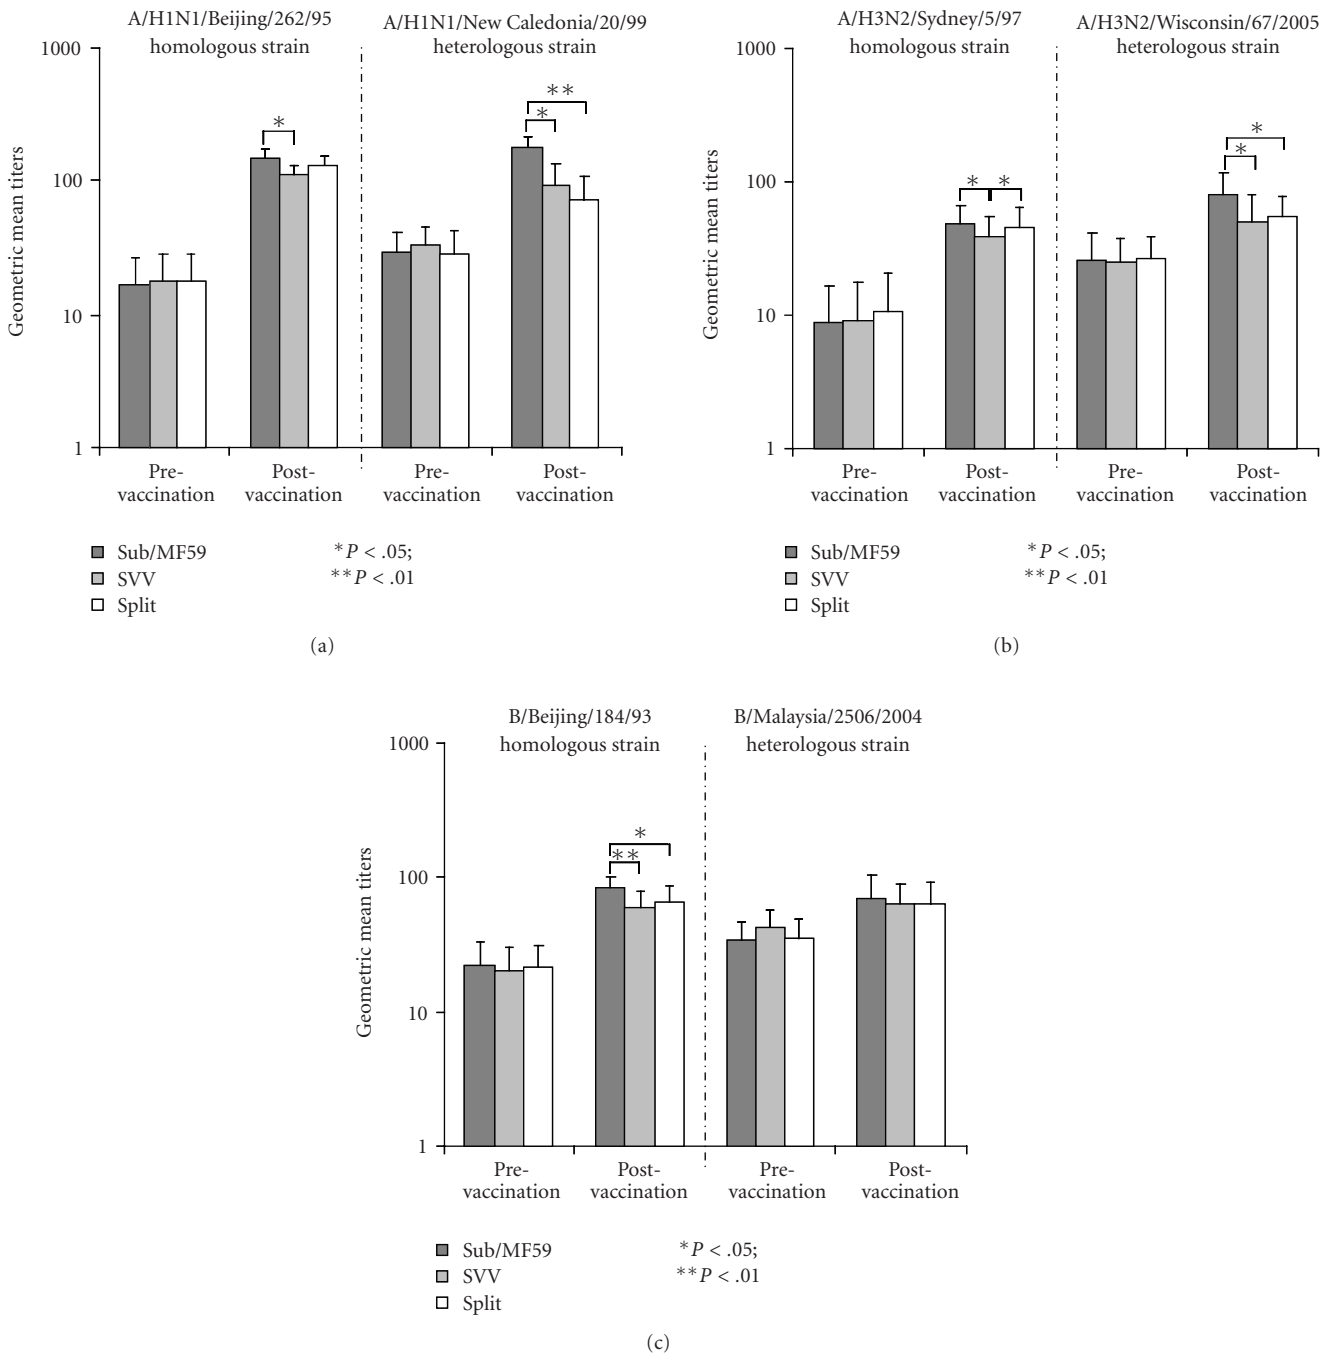 A/H1N1/Beijing/262/95
homologous strain
A/H1N1/New Caledonia/20/99
heterologous strain
1000
100
10
1
Geometric mean titers
*
*
**
Pre-
vaccination
Post-
vaccination
Pre-
vaccination
Post-
vaccination
Sub/MF59
SVV
Split
*P < .05;
**P < .01
(a)
A/H3N2/Sydney/5/97
homologous strain
A/H3N2/Wisconsin/67/2005
heterologous strain
1000
100
10
1
Geometric mean titers
*
*
*
*
Pre-
vaccination
Post-
vaccination
Pre-
vaccination
Post-
vaccination
Sub/MF59
SVV
Split
*P < .05;
**P < .01
(b)
B/Beijing/184/93
homologous strain
B/Malaysia/2506/2004
heterologous strain
1000
100
10
1
Geometric mean titers
*
**
Pre-
vaccination
Post-
vaccination
Pre-
vaccination
Post-
vaccination
Sub/MF59
SVV
Split
*P < .05;
**P < .01
(c)